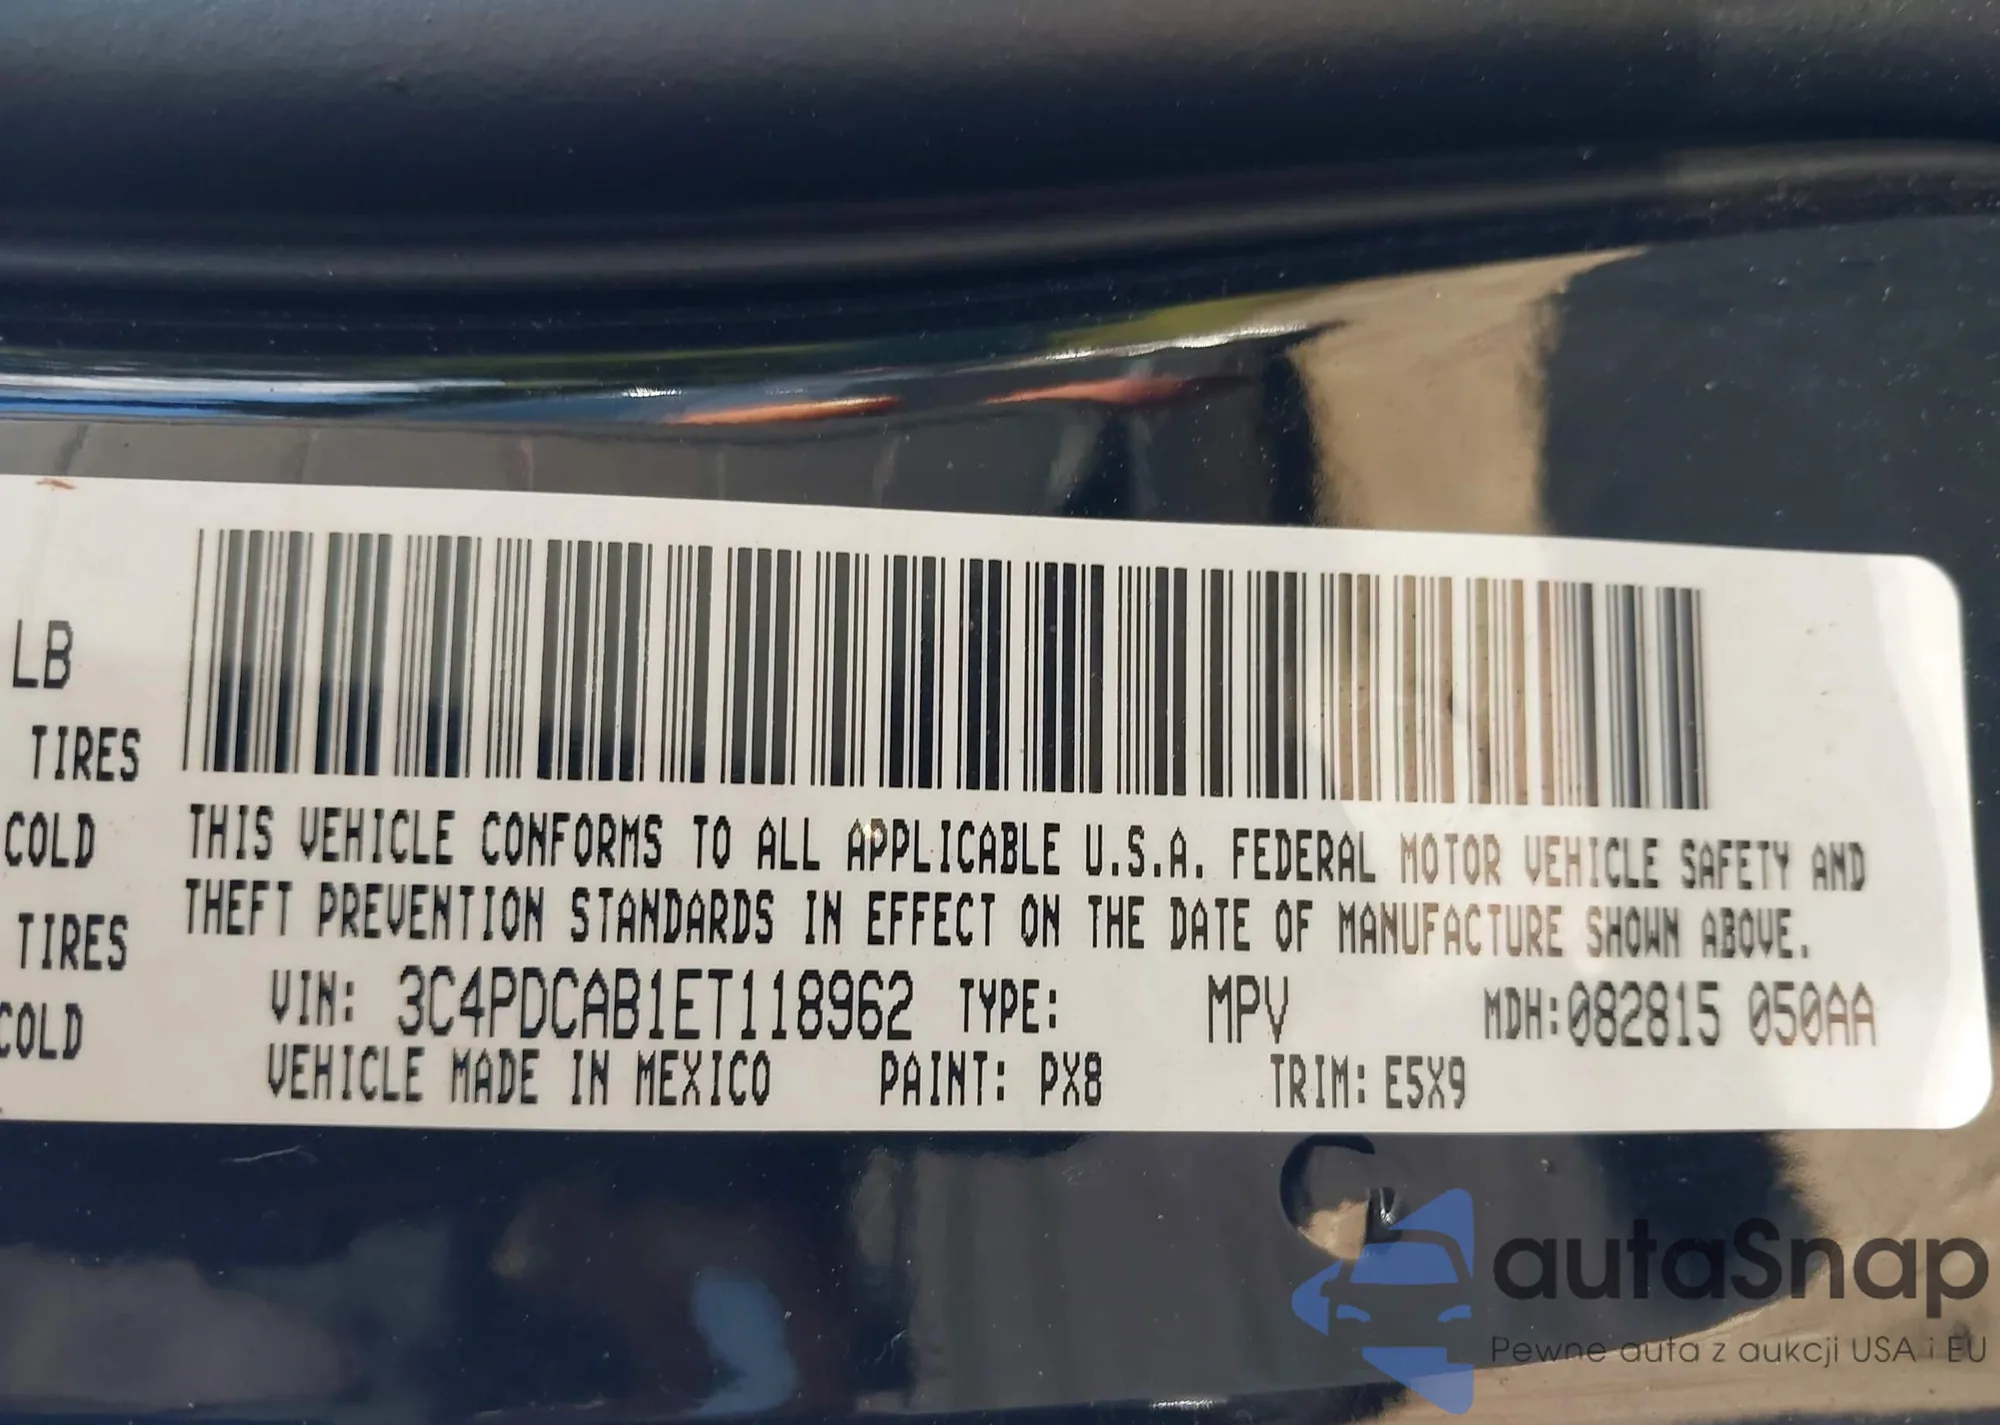 LB
TIRES
COLD
TIRES
COLD
THIS VEHICLE CONFORMS TO ALL APPLICABLE U.S.A. FEDERAL MOTOR VEHICLE SAFETY AND
THEFT PREVENTION STANDARDS IN EFFECT ON THE DATE OF MANUFACTURE SHOWN ABOVE.
VIN: 3C4PDCAB1ET118962 TYPE: MPV MDH:082815 050AA
VEHICLE MADE IN MEXICO PAINT: PX8 TRIM: E5X9
autaSnap
Pewne auta z aukcji USA i EU